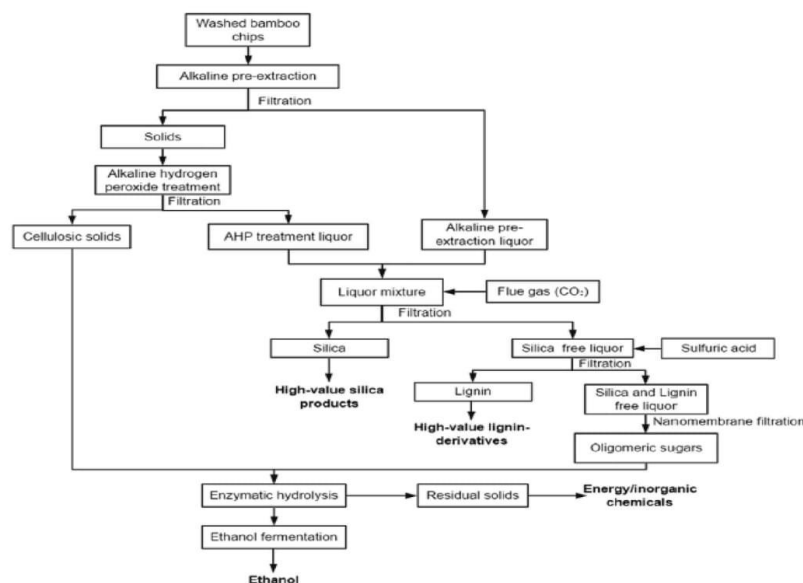 Washed bamboo
chips
Alkaline pre-extraction
Filtration
Solids
Alkaline hydrogen
peroxide treatment
Filtration
Cellulosic solids
AHP treatment liquor
Alkaline pre-
extraction liquor
Liquor mixture
Flue gas (CO₂)
Filtration
Silica
Silica free liquor
Sulfuric acid
Filtration
High-value silica
products
Lignin
Silica and Lignin
free liquor
High-value lignin-
derivatives
Nanomembrane filtration
Oligomeric sugars
Enzymatic hydrolysis
Residual solids
Energy/inorganic
chemicals
Ethanol fermentation
Ethanol